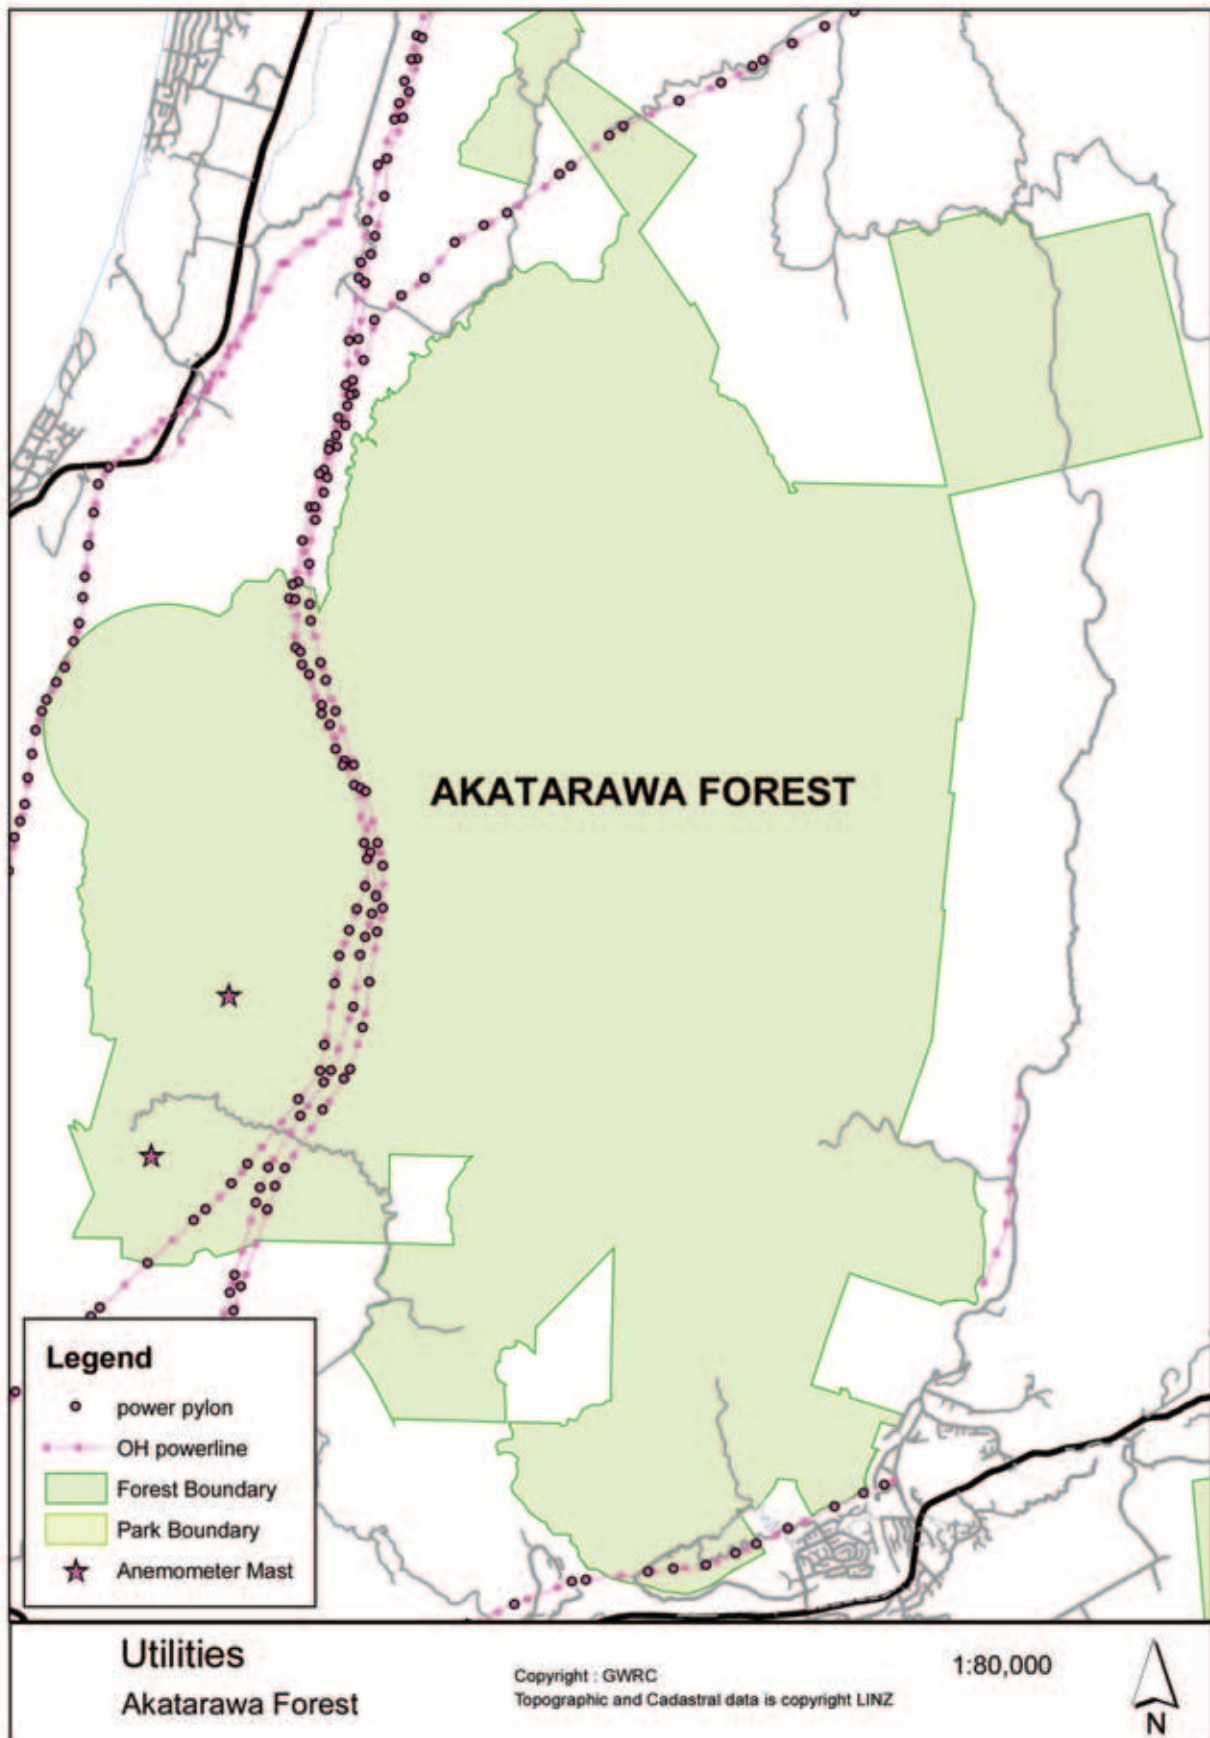 AKATARAWA FOREST
Legend
power pylon
OH powerline
Forest Boundary
Park Boundary
Anemometer Mast
Utilities
Akatarawa Forest
Copyright : GWRC
Topographic and Cadastral data is copyright LINZ
1:80,000
N